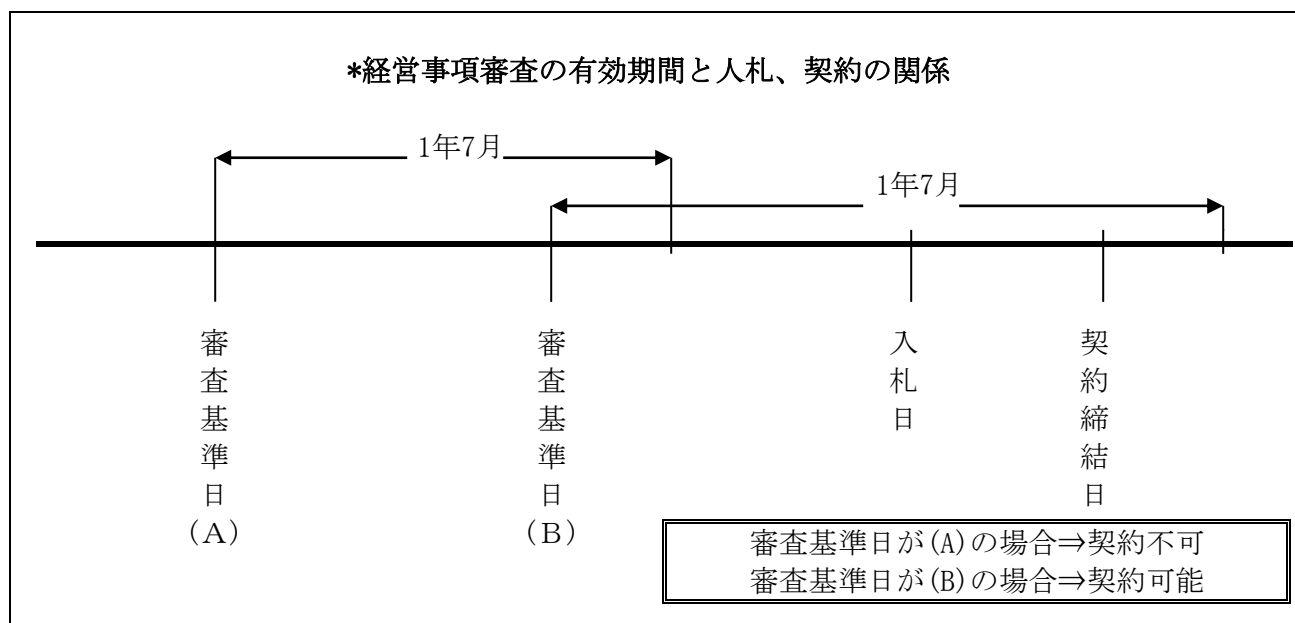 *経営事項審査の有効期間と入札、契約の関係
1年7月
1年7月
審査基準日
(A)
審査基準日
(B)
入札日
契約締結日
審査基準日が(A)の場合⇒契約不可
審査基準日が(B)の場合⇒契約可能